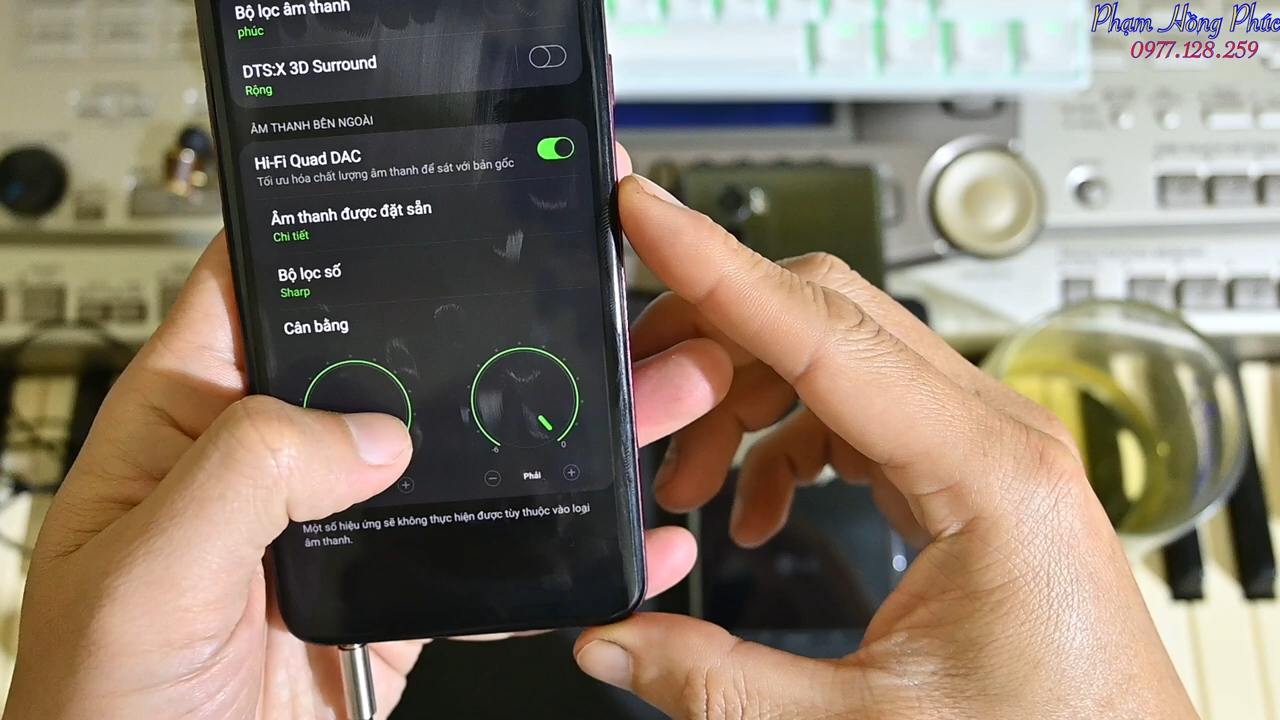 Phạm Hồng Phúc
0977.128.259
Bộ lọc âm thanh
phúc
DTS:X 3D Surround
Rộng
ÂM THANH BÊN NGOÀI
Hi-Fi Quad DAC
Tối ưu hóa chất lượng âm thanh để sát với bản gốc
Âm thanh được đặt sẵn
Chi tiết
Bộ lọc số
Sharp
Cân bằng
-6
0
Phải
Một số hiệu ứng sẽ không thực hiện được tùy thuộc vào loại
âm thanh.